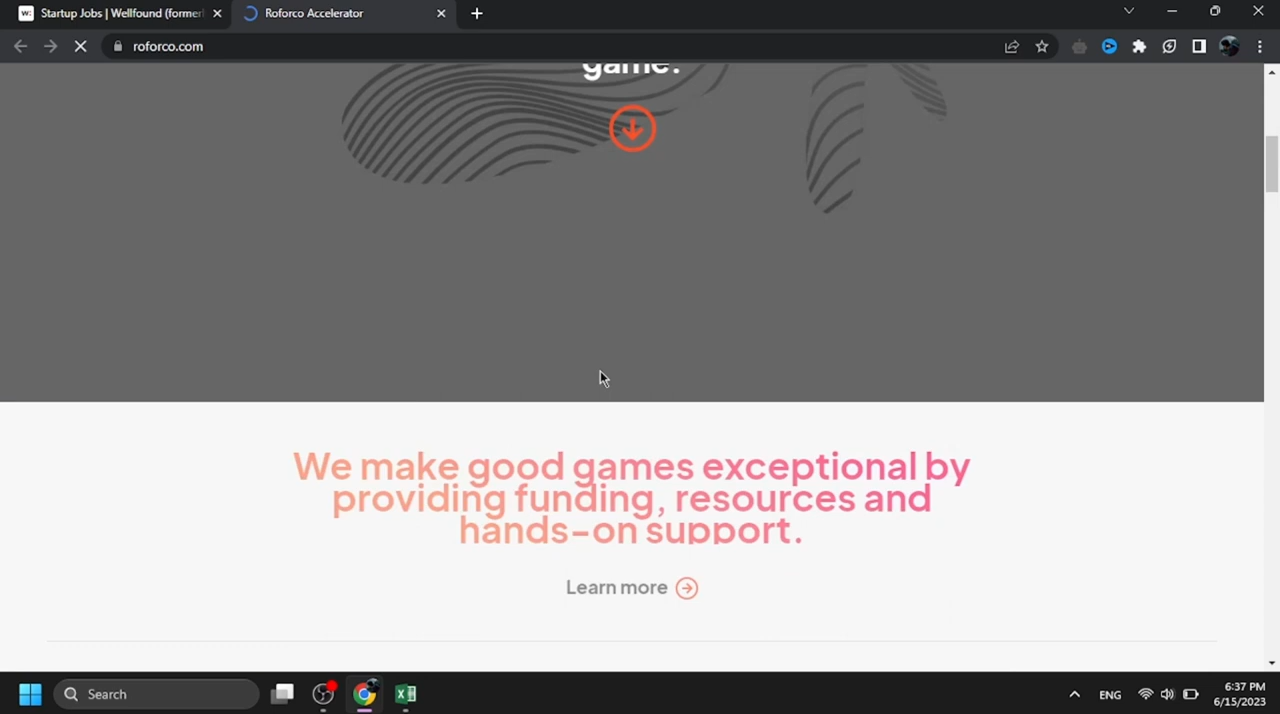 Startup Jobs | Wellfound (former
Roforco Accelerator
roforco.com
game.
We make good games exceptional by
providing funding, resources and
hands-on support.
Learn more
Search
ENG
6:37 PM
6/15/2023